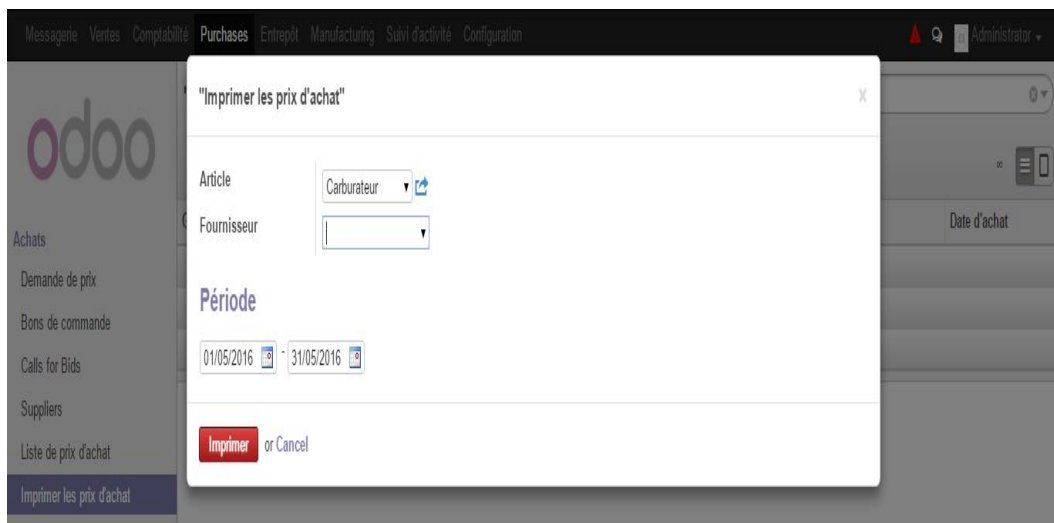 Messagerie Ventes Comptabilité Purchases Entrepôt Manufacturing Suivi d'activité Configuration Administrator
"Imprimer les prix d'achat" x
odoo
Article Carburateur
Fournisseur
Date d'achat
Achats
Demande de prix
Bons de commande
Calls for Bids
Suppliers
Liste de prix d'achat
Imprimer les prix d'achat
Période
01/05/2016 - 31/05/2016
Imprimer or Cancel